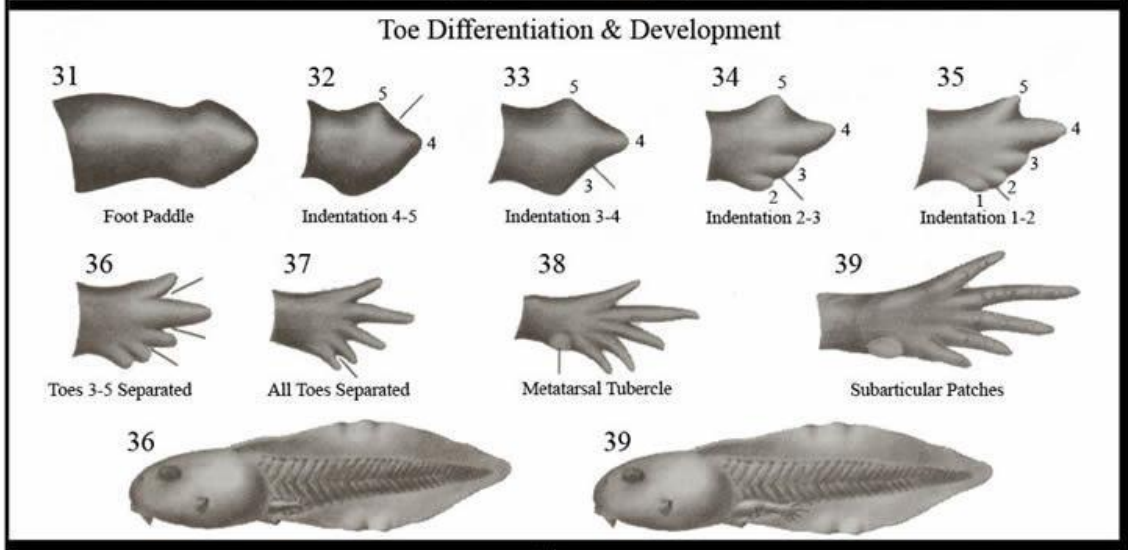 Toe Differentiation & Development
31
32
33
34
35
5
4
5
4
3
5
4
3
2
5
4
3
2
1
Foot Paddle
Indentation 4-5
Indentation 3-4
Indentation 2-3
Indentation 1-2
36
37
38
39
Toes 3-5 Separated
All Toes Separated
Metatarsal Tubercle
Subarticular Patches
36
39